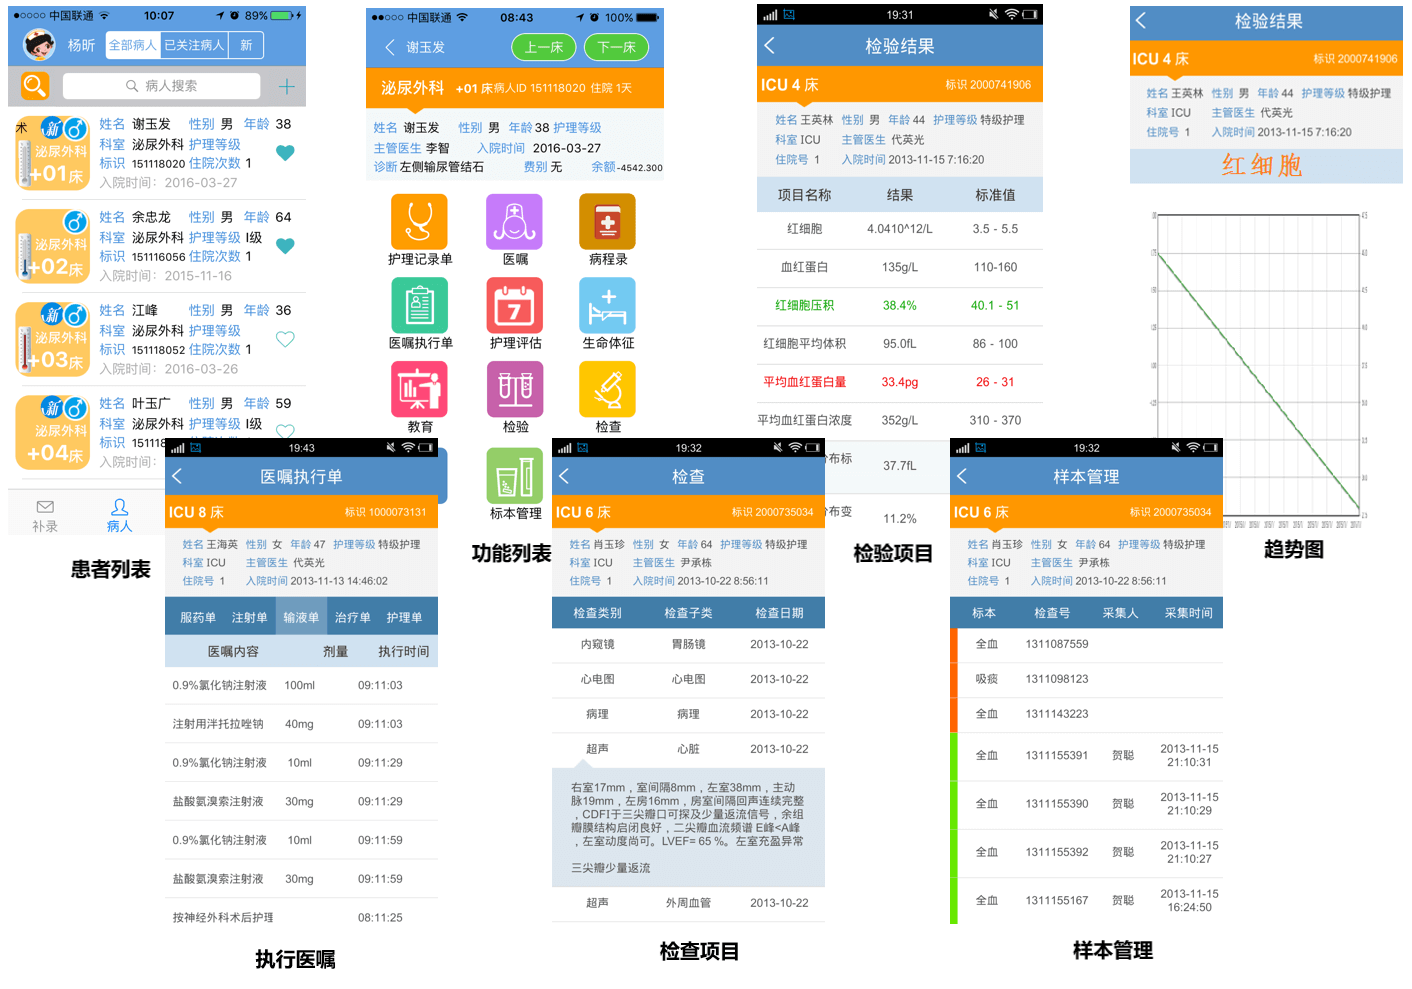 中国联通 10:07 89%
杨昕 全部病人 已关注病人 新
病人搜索
术 新
泌尿外科
+01床
姓名 谢玉发 性别 男 年龄 38
科室 泌尿外科 护理等级
标识 151118020 住院次数 1
入院时间：2016-03-27
泌尿外科
+02床
姓名 余忠龙 性别 男 年龄 64
科室 泌尿外科 护理等级 I级
标识 151116056 住院次数 1
入院时间：2015-11-16
新
泌尿外科
+03床
姓名 江峰 性别 男 年龄 36
科室 泌尿外科 护理等级
标识 151118052 住院次数 1
入院时间：2016-03-26
新
泌尿外科
+04床
姓名 叶玉广 性别 男 年龄 59
科室 泌尿外科 护理等级 I级
标识 15111
入院时间：
补录 病人
患者列表
中国联通 08:43 100%
谢玉发 上一床 下一床
泌尿外科 +01 床 病人ID 151118020 住院 1天
姓名 谢玉发 性别 男 年龄 38 护理等级
主管医生 李智 入院时间 2016-03-27
诊断 左侧输尿管结石 费别 无 余额 -4542.300
护理记录单 医嘱 病程录
7
医嘱执行单 护理评估 生命体征
教育 检验 检查
标本管理
功能列表
19:31
检验结果
ICU 4 床 标识 2000741906
姓名 王英林 性别 男 年龄 44 护理等级 特级护理
科室 ICU 主管医生 代英光
住院号 1 入院时间 2013-11-15 7:16:20
项目名称 结果 标准值
红细胞 4.0410^12/L 3.5 - 5.5
血红蛋白 135g/L 110-160
红细胞压积 38.4% 40.1 - 51
红细胞平均体积 95.0fL 86 - 100
平均血红蛋白量 33.4pg 26 - 31
平均血红蛋白浓度 352g/L 310 - 370
布标 37.7fL
布变 11.2%
检验项目
检验结果
ICU 4 床 标识 2000741906
姓名 王英林 性别 男 年龄 44 护理等级 特级护理
科室 ICU 主管医生 代英光
住院号 1 入院时间 2013-11-15 7:16:20
红细胞
趋势图
19:43
医嘱执行单
ICU 8 床 标识 1000073131
姓名 王海英 性别 女 年龄 47 护理等级 特级护理
科室 ICU 主管医生 代英光
住院号 1 入院时间 2013-11-13 14:46:02
服药单 注射单 输液单 治疗单 护理单
医嘱内容 剂量 执行时间
0.9%氯化钠注射液 100ml 09:11:03
注射用泮托拉唑钠 40mg 09:11:03
0.9%氯化钠注射液 10ml 09:11:29
盐酸氨溴索注射液 30mg 09:11:29
0.9%氯化钠注射液 10ml 09:11:59
盐酸氨溴索注射液 30mg 09:11:59
按神经外科术后护理 08:11:25
执行医嘱
19:32
检查
ICU 6 床 标识 2000735034
姓名 肖玉珍 性别 女 年龄 64 护理等级 特级护理
科室 ICU 主管医生 尹承栋
住院号 1 入院时间 2013-10-22 8:56:11
检查类别 检查子类 检查日期
内窥镜 胃肠镜 2013-10-22
心电图 心电图 2013-10-22
病理 病理 2013-10-22
超声 心脏 2013-10-22
右室17mm，室间隔8mm，左室38mm，主动
脉19mm，左房16mm，房室间隔回声连续完整
，CDFI于三尖瓣口可探及少量返流信号，余组
瓣膜结构启闭良好，二尖瓣血流频谱 E峰<A峰
，左室动度尚可。LVEF= 65 %。左室充盈异常
三尖瓣少量返流
超声 外周血管 2013-10-22
检查项目
19:32
样本管理
ICU 6 床 标识 2000735034
姓名 肖玉珍 性别 女 年龄 64 护理等级 特级护理
科室 ICU 主管医生 尹承栋
住院号 1 入院时间 2013-10-22 8:56:11
标本 检查号 采集人 采集时间
全血 1311087559
吸痰 1311098123
全血 1311143223
全血 1311155391 贺聪 2013-11-15
21:10:31
全血 1311155390 贺聪 2013-11-15
21:10:29
全血 1311155392 贺聪 2013-11-15
21:10:27
全血 1311155167 贺聪 2013-11-15
16:24:50
样本管理